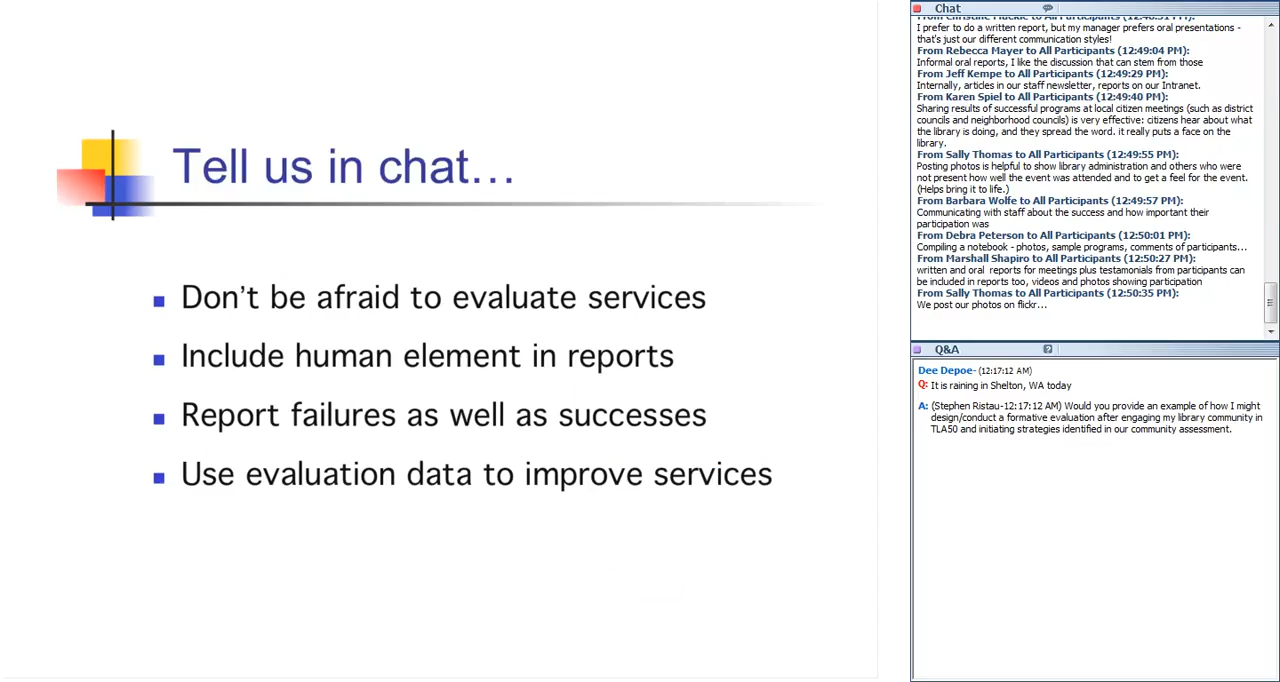 Tell us in chat…
Don’t be afraid to evaluate services
Include human element in reports
Report failures as well as successes
Use evaluation data to improve services
Chat
From Christine Mackie to All Participants (12:48:51 PM):
I prefer to do a written report, but my manager prefers oral presentations -
that's just our different communication styles!
From Rebecca Mayer to All Participants (12:49:04 PM):
Informal oral reports, I like the discussion that can stem from those
From Jeff Kempe to All Participants (12:49:29 PM):
Internally, articles in our staff newsletter, reports on our Intranet.
From Karen Spiel to All Participants (12:49:40 PM):
Sharing results of successful programs at local citizen meetings (such as district
councils and neighborhood councils) is very effective: citizens hear about what
the library is doing, and they spread the word. it really puts a face on the
library.
From Sally Thomas to All Participants (12:49:55 PM):
Posting photos is helpful to show library administration and others who were
not present how well the event was attended and to get a feel for the event.
(Helps bring it to life.)
From Barbara Wolfe to All Participants (12:49:57 PM):
Communicating with staff about the success and how important their
participation was
From Debra Peterson to All Participants (12:50:01 PM):
Compiling a notebook - photos, sample programs, comments of participants...
From Marshall Shapiro to All Participants (12:50:27 PM):
written and oral  reports for meetings plus testamonials from participants can
be included in reports too, videos and photos showing participation
From Sally Thomas to All Participants (12:50:35 PM):
We post our photos on flickr...
Q&A
Dee Depoe- (12:17:12 AM)
Q: It is raining in Shelton, WA today
A: (Stephen Ristau-12:17:12 AM) Would you provide an example of how I might
design/conduct a formative evaluation after engaging my library community in
TLA50 and initiating strategies identified in our community assessment.